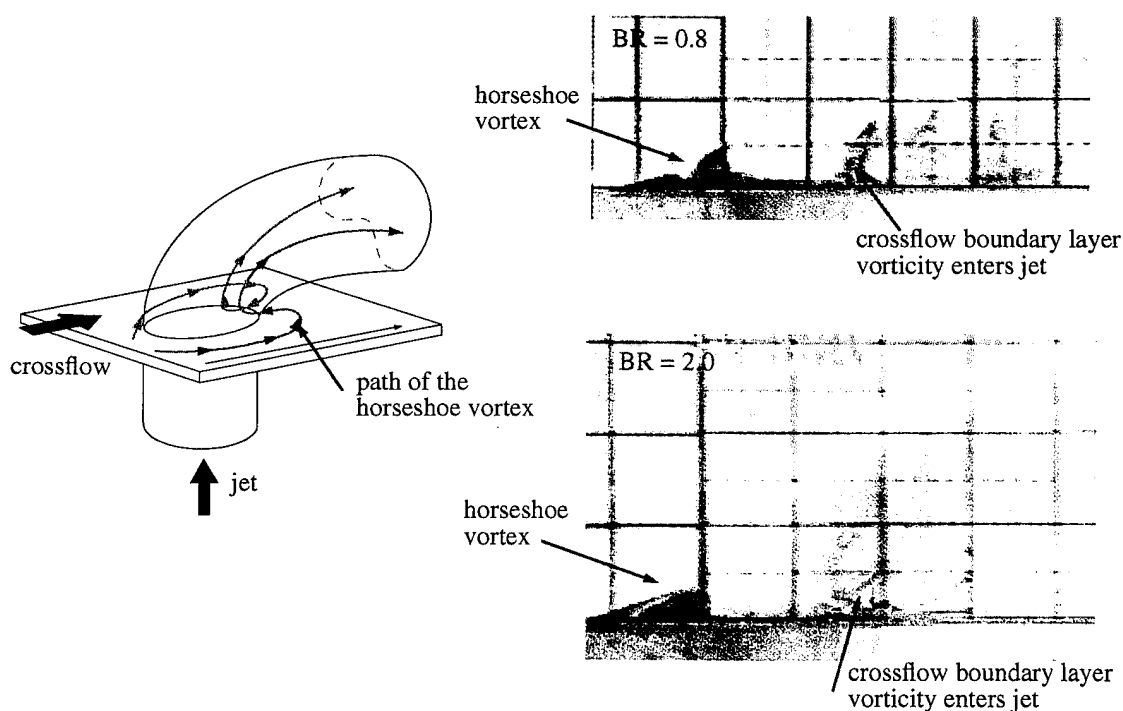 crossflow
path of the
horseshoe vortex
jet
BR = 0.8
horseshoe
vortex
crossflow boundary layer
vorticity enters jet
BR = 2.0
horseshoe
vortex
crossflow boundary layer
vorticity enters jet